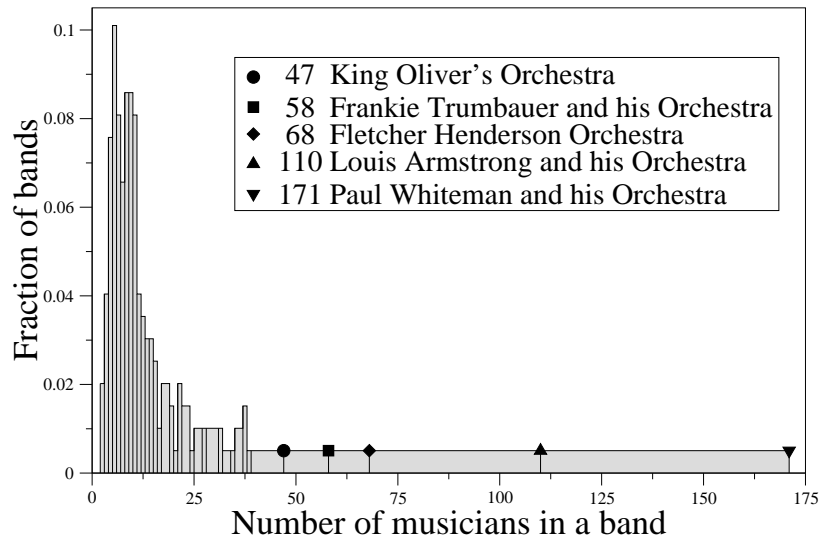 0.1
0.08
0.06
0.04
0.02
0
Fraction of bands
47 King Oliver's Orchestra
58 Frankie Trumbauer and his Orchestra
68 Fletcher Henderson Orchestra
110 Louis Armstrong and his Orchestra
171 Paul Whiteman and his Orchestra
0 25 50 75 100 125 150 175
Number of musicians in a band